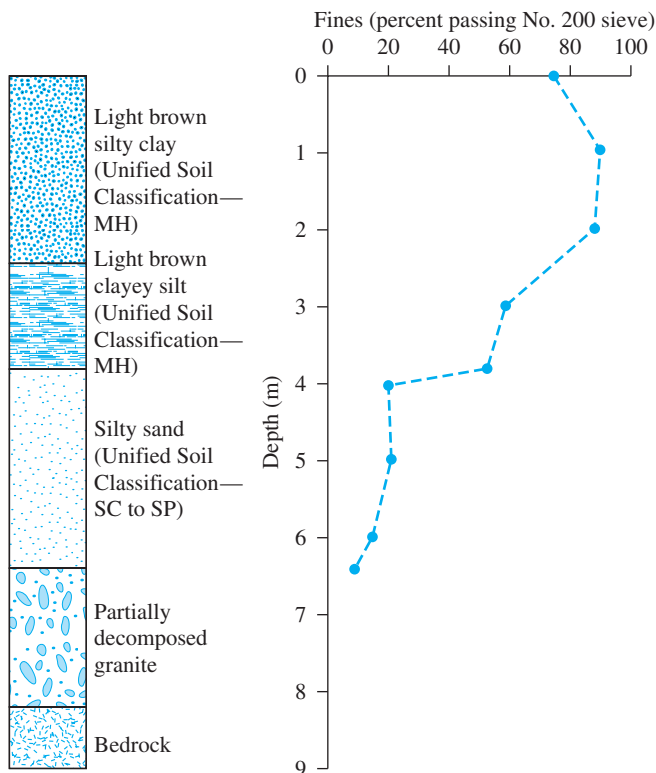 Fines (percent passing No. 200 sieve)
0 20 40 60 80 100
Light brown
silty clay
(Unified Soil
Classification—
MH)
Light brown
clayey silt
(Unified Soil
Classification—
MH)
Silty sand
(Unified Soil
Classification—
SC to SP)
Partially
decomposed
granite
Bedrock
Depth (m)
0
1
2
3
4
5
6
7
8
9